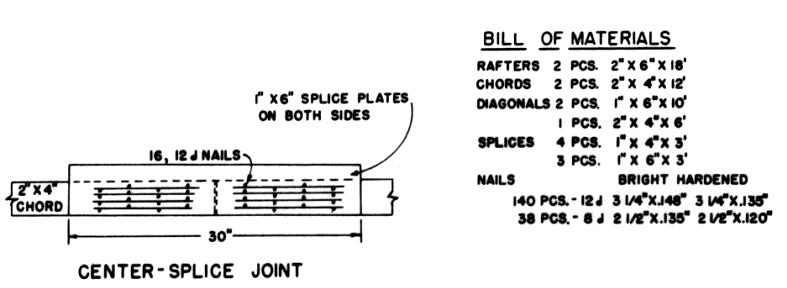 1" X 6" SPLICE PLATES
ON BOTH SIDES
16, 12d NAILS
2" X 4"
CHORD
30"
CENTER-SPLICE JOINT
BILL OF MATERIALS
RAFTERS 2 PCS. 2" X 6" X 18'
CHORDS 2 PCS. 2" X 4" X 12'
DIAGONALS 2 PCS. 1" X 6" X 10'
1 PCS. 2" X 4" X 6'
SPLICES 4 PCS. 1" X 4" X 3'
3 PCS. 1" X 6" X 3'
NAILS BRIGHT HARDENED
140 PCS.- 12d 3 1/4"X.148" 3 1/4"X.135"
38 PCS.- 8d 2 1/2"X.135" 2 1/2"X.120"